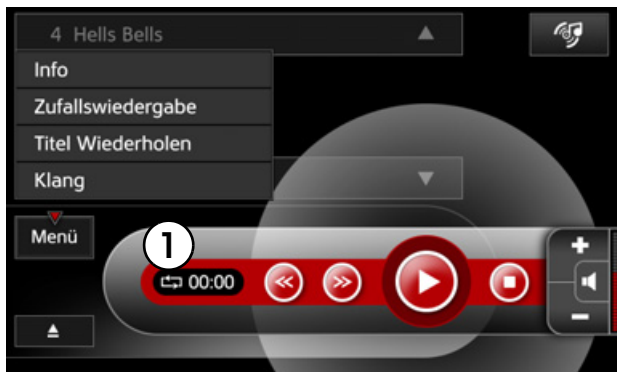 4 Hells Bells
Info
Zufallswiedergabe
Titel Wiederholen
Klang
Menü
1
00:00